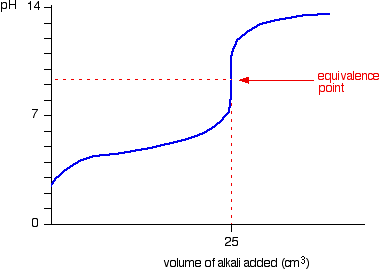 pH
14
equivalence
point
7
0
25
volume of alkali added (cm³)